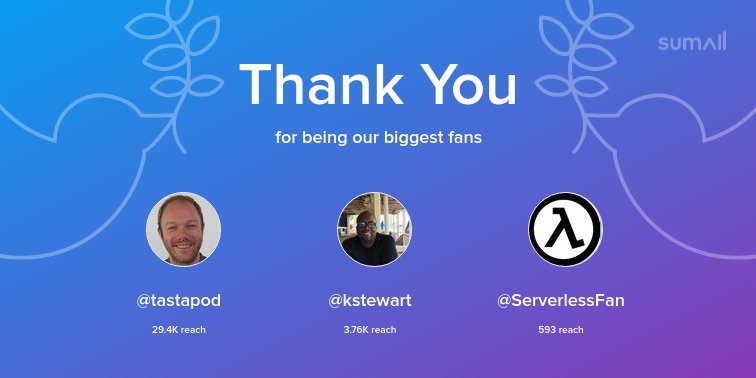 sumall
Thank You
for being our biggest fans
@tastapod
@kstewart
@ServerlessFan
29.4K reach
3.76K reach
593 reach